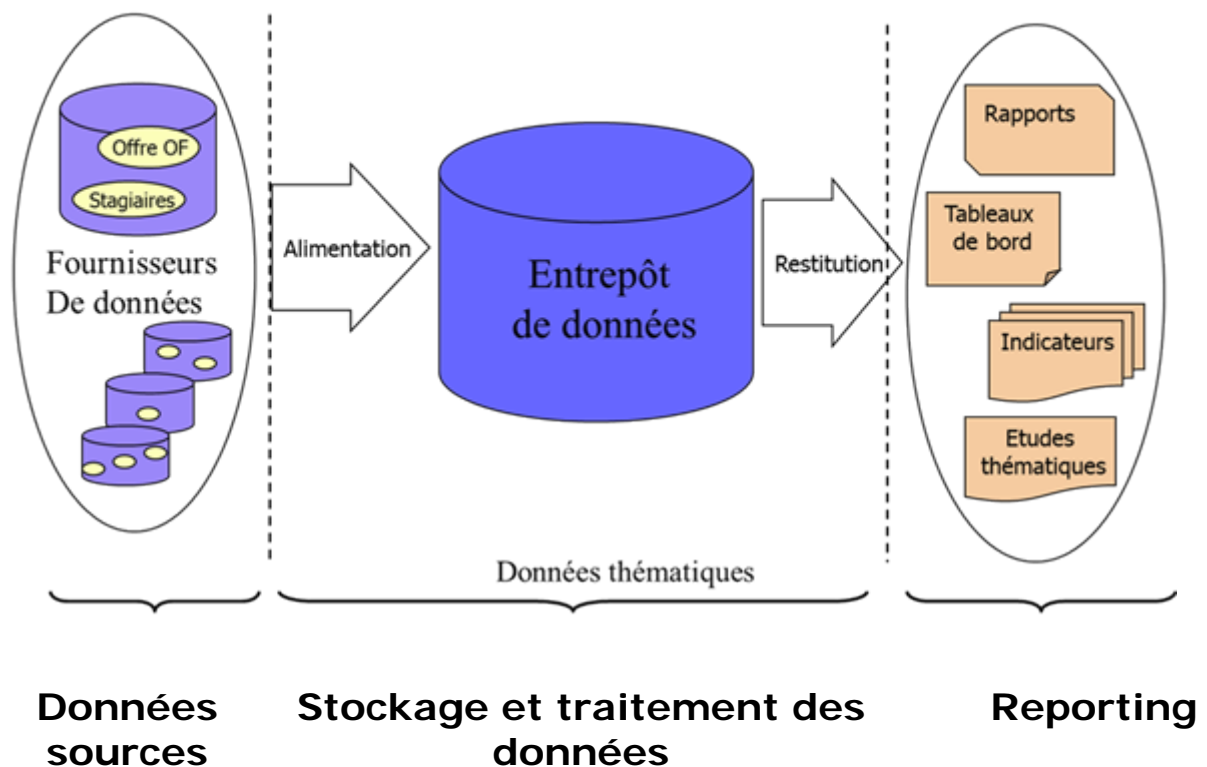 Offre OF
Stagiaires
Fournisseurs
De données
Alimentation
Entrepôt
de données
Restitution
Rapports
Tableaux
de bord
Indicateurs
Etudes
thématiques
Données thématiques
Données
sources
Stockage et traitement des
données
Reporting